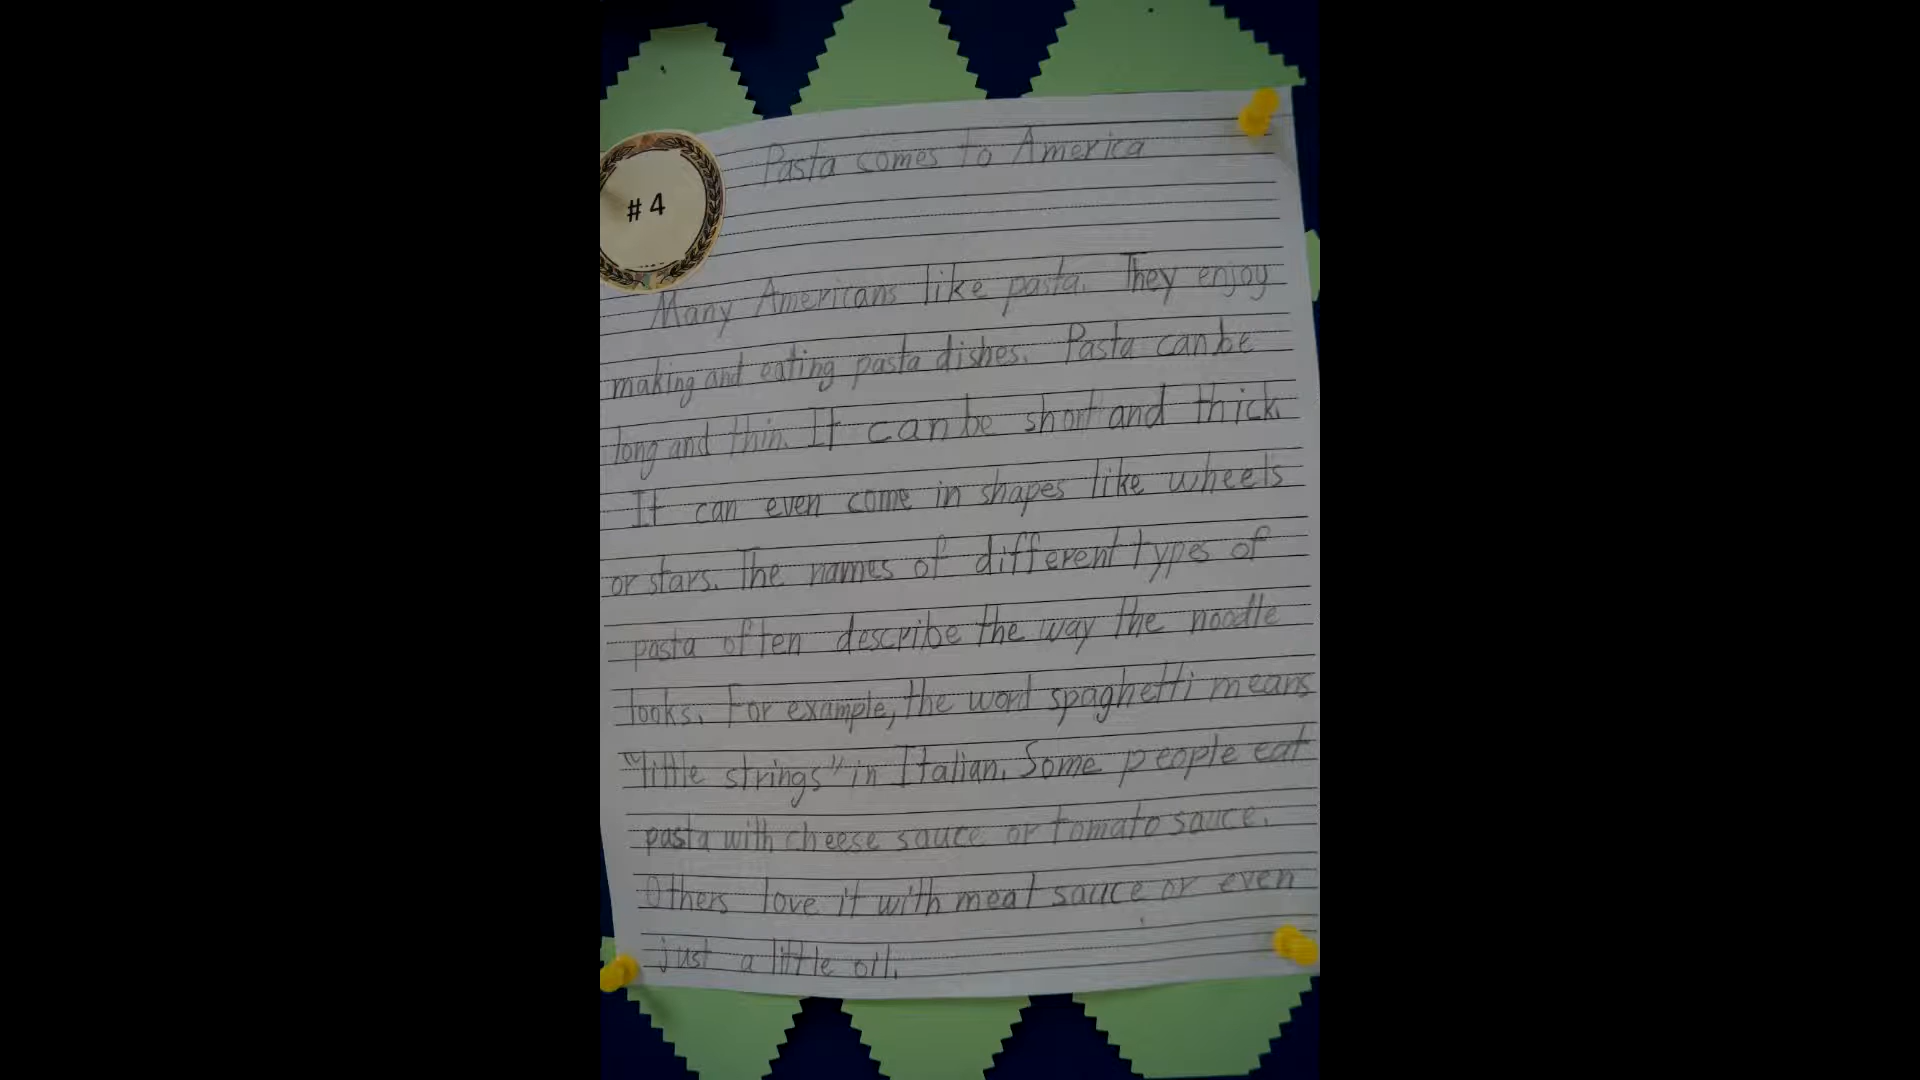 Pasta comes to America
#4
Many Americans like pasta. They enjoy
making and eating pasta dishes. Pasta can be
long and thin. It can be short and thick.
It can even come in shapes like wheels
or stars. The names of different types of
pasta often describe the way the noodle
looks. For example, the word spaghetti means
"little strings" in Italian. Some people eat
pasta with cheese sauce or tomato sauce.
Others love it with meat sauce or even
just a little oil.